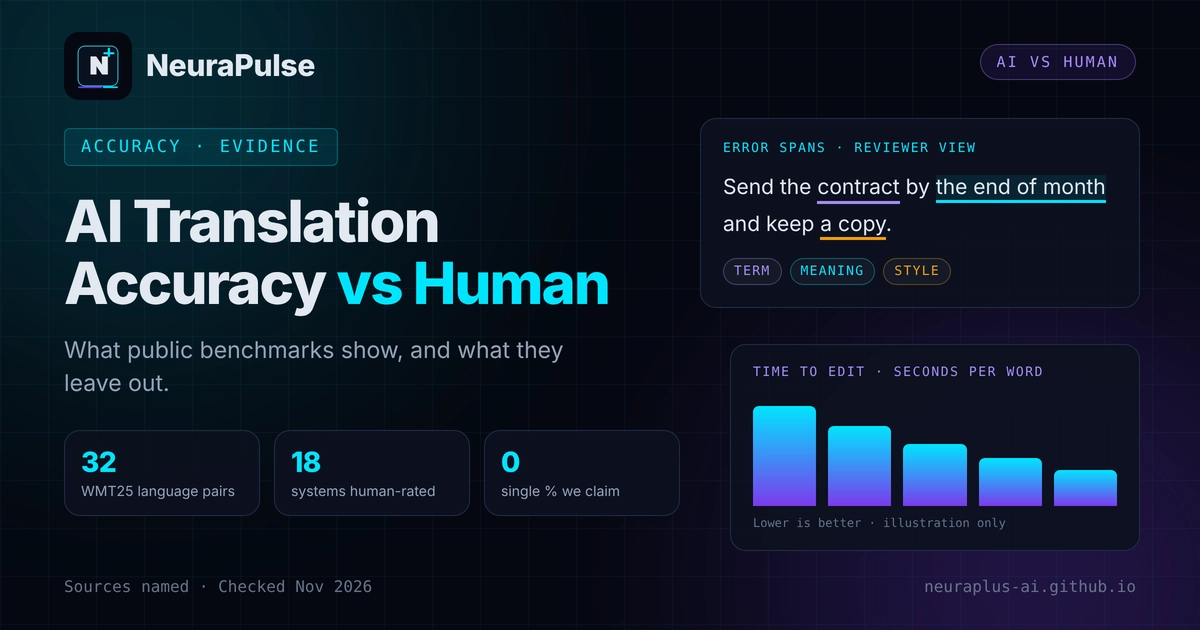 N+
NeuraPulse
AI VS HUMAN
ACCURACY · EVIDENCE
AI Translation
Accuracy vs Human
What public benchmarks show, and what they
leave out.
32
WMT25 language pairs
18
systems human-rated
0
single % we claim
ERROR SPANS · REVIEWER VIEW
Send the contract by the end of month
and keep a copy.
TERM MEANING STYLE
TIME TO EDIT · SECONDS PER WORD
Lower is better · illustration only
Sources named · Checked Nov 2026
neuraplus-ai.github.io